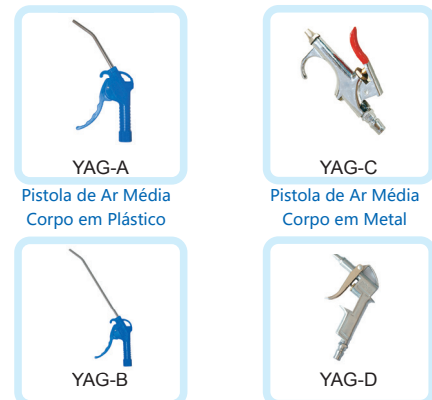 YAG-A
Pistola de Ar Média
Corpo em Plástico
YAG-C
Pistola de Ar Média
Corpo em Metal
YAG-B
YAG-D